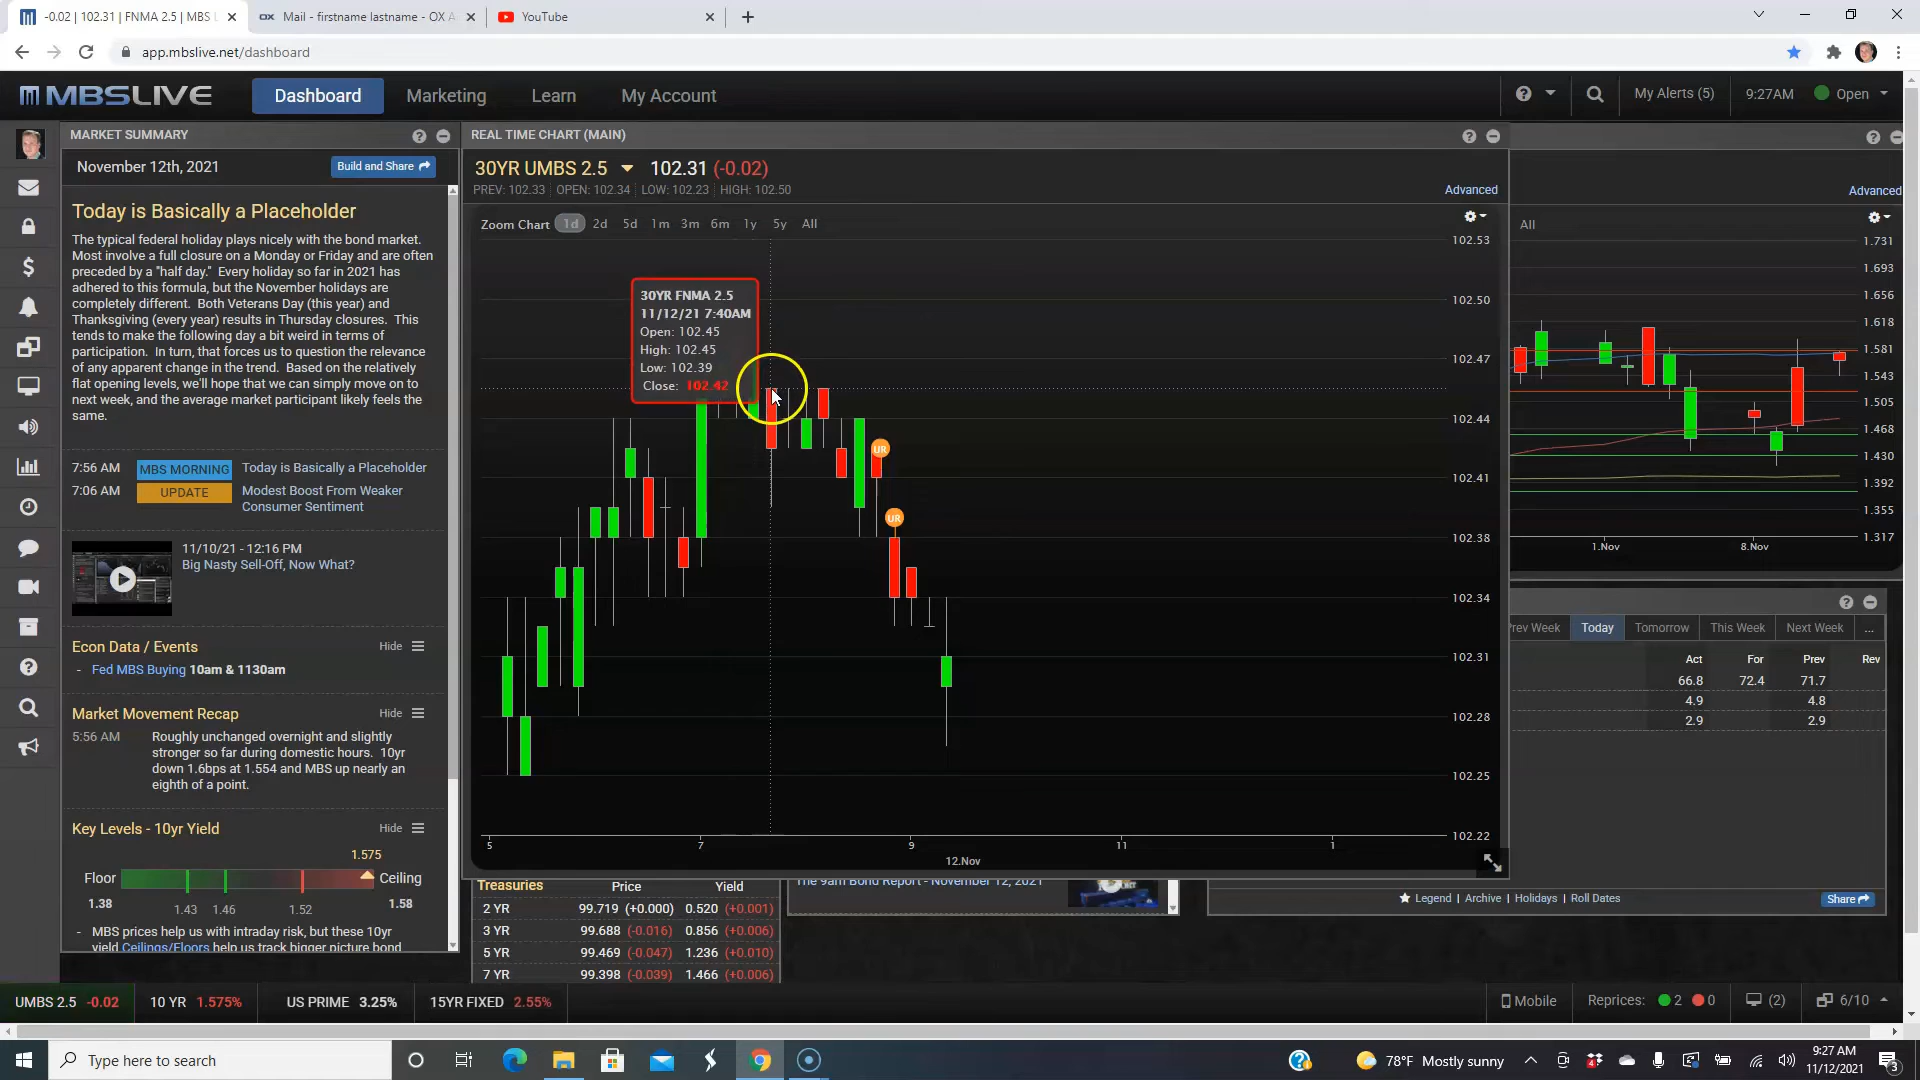 -0.02 | 102.31 | FNMA 2.5 | MBS L
Mail - firstname lastname - OX A
YouTube
app.mbslive.net/dashboard
MBSLIVE
Dashboard
Marketing
Learn
My Account
My Alerts (5)
9:27AM
Open
MARKET SUMMARY
November 12th, 2021
Build and Share
Today is Basically a Placeholder
The typical federal holiday plays nicely with the bond market.
Most involve a full closure on a Monday or Friday and are often
preceded by a "half day." Every holiday so far in 2021 has
adhered to this formula, but the November holidays are
completely different. Both Veterans Day (this year) and
Thanksgiving (every year) results in Thursday closures. This
tends to make the following day a bit weird in terms of
participation. In turn, that forces us to question the relevance
of any apparent change in the trend. Based on the relatively
flat opening levels, we'll hope that we can simply move on to
next week, and the average market participant likely feels the
same.
7:56 AM MBS MORNING Today is Basically a Placeholder
7:06 AM UPDATE Modest Boost From Weaker
Consumer Sentiment
11/10/21 - 12:16 PM
Big Nasty Sell-Off, Now What?
Econ Data / Events Hide
- Fed MBS Buying 10am & 1130am
Market Movement Recap Hide
5:56 AM Roughly unchanged overnight and slightly
stronger so far during domestic hours. 10yr
down 1.6bps at 1.554 and MBS up nearly an
eighth of a point.
Key Levels - 10yr Yield Hide
1.575
Floor Ceiling
1.38 1.43 1.46 1.52 1.58
- MBS prices help us with intraday risk, but these 10yr
yield Ceilings/Floors help us track bigger picture bond
REAL TIME CHART (MAIN)
30YR UMBS 2.5 102.31 (-0.02)
PREV: 102.33 | OPEN: 102.34 | LOW: 102.23 | HIGH: 102.50
Advanced
Zoom Chart 1d 2d 5d 1m 3m 6m 1y 5y All
30YR FNMA 2.5
11/12/21 7:40AM
Open: 102.45
High: 102.45
Low: 102.39
Close: 102.42
UR
UR
102.53
102.50
102.47
102.44
102.41
102.38
102.34
102.31
102.28
102.25
102.22
5 7 9 11 1
12.Nov
Advanced
All
1.731
1.693
1.656
1.618
1.581
1.543
1.505
1.468
1.430
1.392
1.355
1.317
1.Nov 8.Nov
Prev Week Today Tomorrow This Week Next Week ...
Act For Prev Rev
66.8 72.4 71.7
4.9 4.8
2.9 2.9
Legend | Archive | Holidays | Roll Dates
Share
Treasuries Price Yield
2 YR 99.719 (+0.000) 0.520 (+0.001)
3 YR 99.688 (-0.016) 0.856 (+0.006)
5 YR 99.469 (-0.047) 1.236 (+0.010)
7 YR 99.398 (-0.039) 1.466 (+0.006)
The 9am Bond Report - November 12, 2021
UMBS 2.5 -0.02
10 YR 1.575%
US PRIME 3.25%
15YR FIXED 2.55%
Mobile
Reprices: 2 0
(2)
6/10
Type here to search
78°F Mostly sunny
9:27 AM
11/12/2021
3